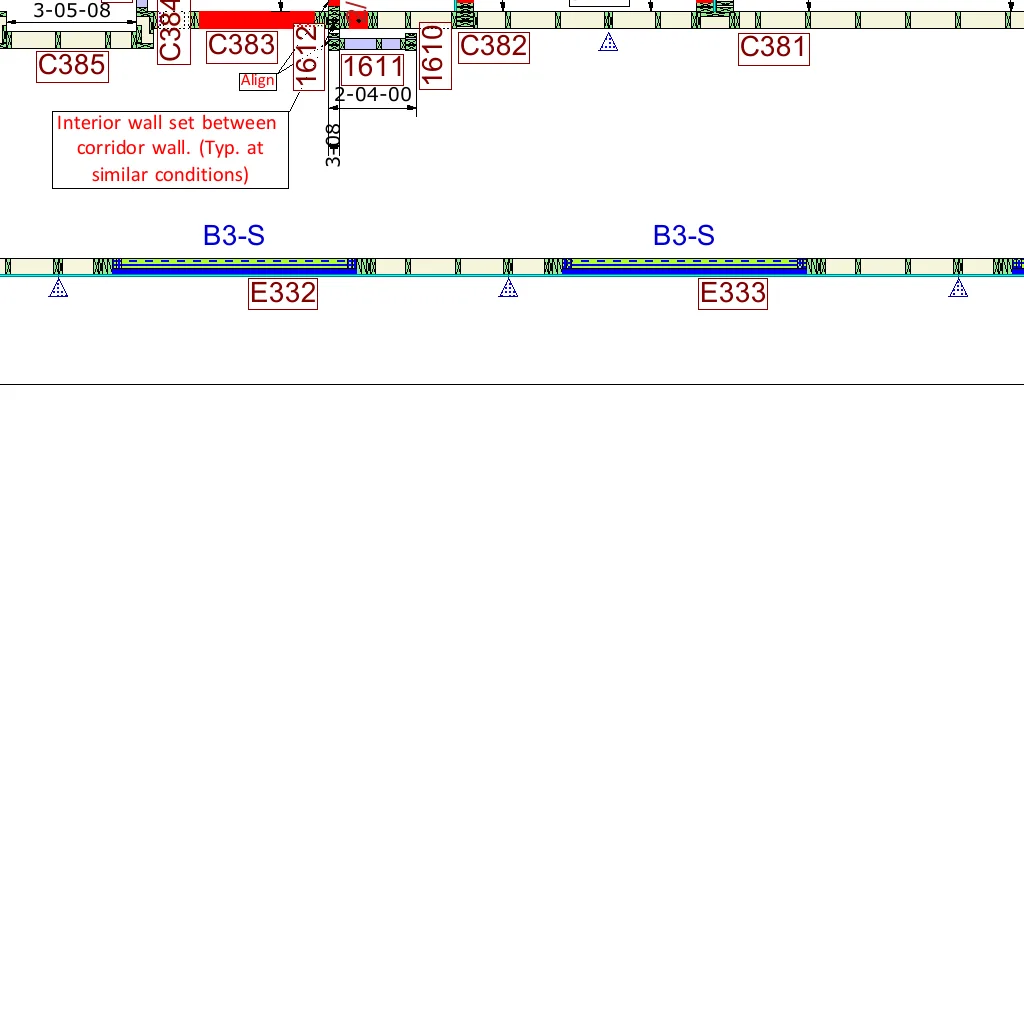 3-05-08
C385
C384
C383
1612
Align
1611
1610
2-04-00
3-08
C382
C381
Interior wall set between
corridor wall. (Typ. at
similar conditions)
B3-S
B3-S
E332
E333